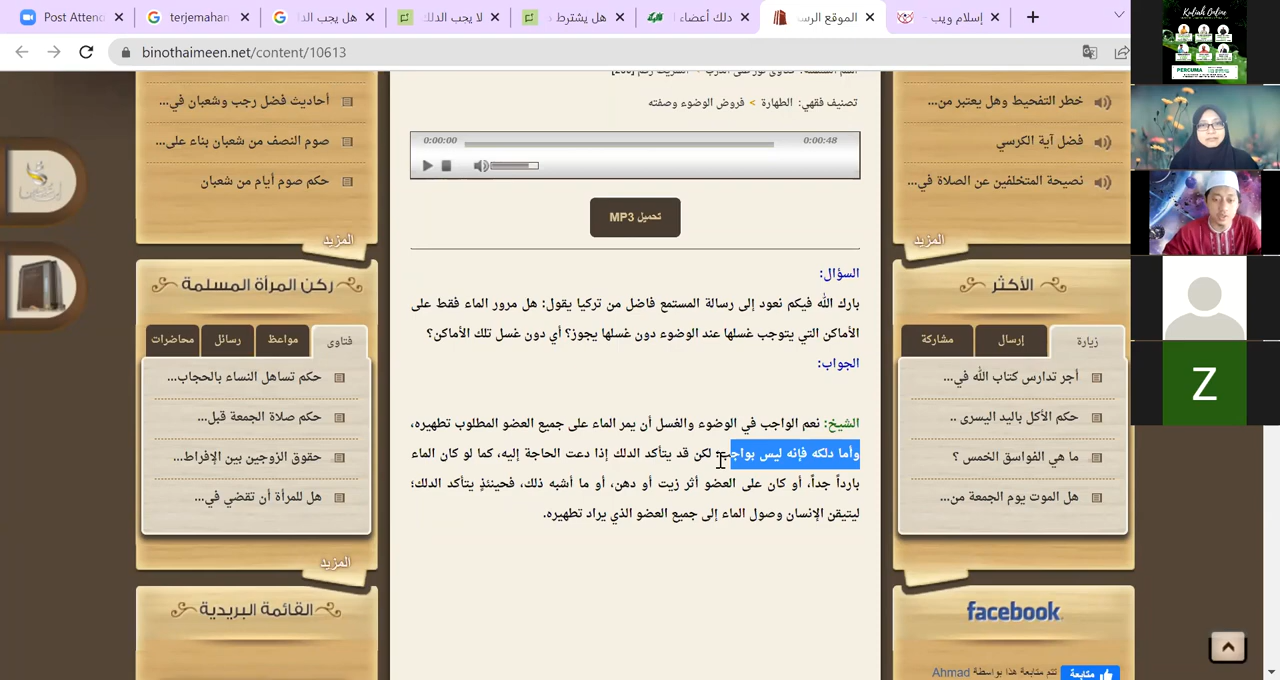 Post Attend
terjemahan
هل يجب الدا
لا يجب الدلك
هل يشترط د
دلك أعضاء ا
الموقع الرس
إسلام ويب -
binothaimeen.net/content/10613
Kuliah Online
PERCUMA
أحاديث فضل رجب وشعبان في...
صوم النصف من شعبان بناء على...
حكم صوم أيام من شعبان
المزيد
تصنيف فقهي: الطهارة > فروض الوضوء وصفته
0:00:00
0:00:48
تحميل MP3
خطر التفحيط وهل يعتبر من...
فضل آية الكرسي
نصيحة المتخلفين عن الصلاة في...
المزيد
السؤال:
بارك الله فيكم نعود إلى رسالة المستمع فاضل من تركيا يقول: هل مرور الماء فقط على
الأماكن التي يتوجب غسلها عند الوضوء دون غسلها يجوز؟ أي دون غسل تلك الأماكن؟
الجواب:
الشيخ: نعم الواجب في الوضوء والغسل أن يمر الماء على جميع العضو المطلوب تطهيره،
وأما دلكه فإنه ليس بواجب، لكن قد يتأكد الدلك إذا دعت الحاجة إليه، كما لو كان الماء
بارداً جداً، أو كان على العضو أثر زيت أو دهن، أو ما أشبه ذلك، فحينئذٍ يتأكد الدلك؛
ليتيقن الإنسان وصول الماء إلى جميع العضو الذي يراد تطهيره.
ركن المرأة المسلمة
فتاوى
مواعظ
رسائل
محاضرات
حكم تساهل النساء بالحجاب...
حكم صلاة الجمعة قبل...
حقوق الزوجين بين الإفراط...
هل للمرأة أن تقضي في...
المزيد
القائمة البريدية
الأكثر
زيارة
إرسال
مشاركة
أجر تدارس كتاب الله في...
حكم الأكل باليد اليسرى ..
ما هي الفواسق الخمس ؟
هل الموت يوم الجمعة من...
facebook
تتم متابعة هذا بواسطة Ahmad
متابعة
Z